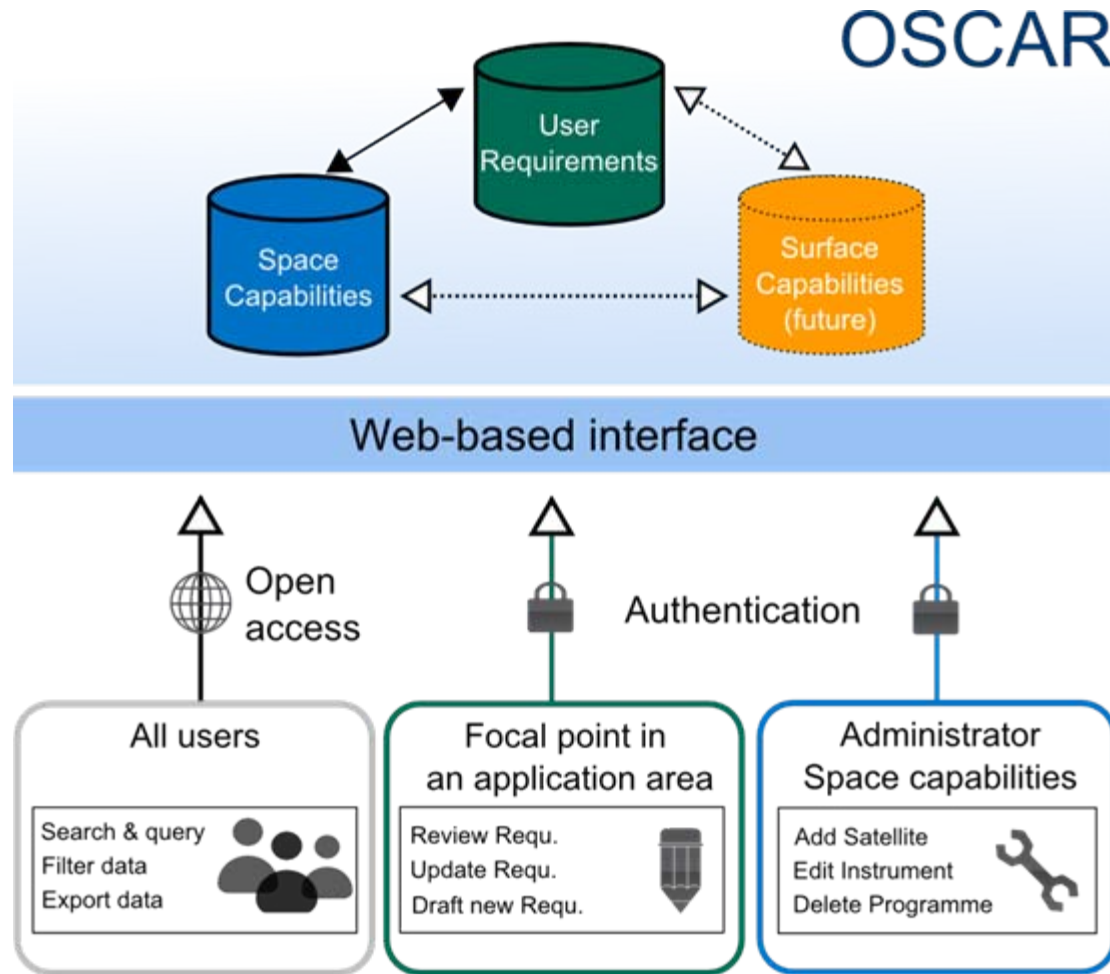 OSCAR
User
Requirements
Space
Capabilities
Surface
Capabilities
(future)
Web-based interface
Open
access
Authentication
All users
Search & query
Filter data
Export data
Focal point in
an application area
Review Requ.
Update Requ.
Draft new Requ.
Administrator
Space capabilities
Add Satellite
Edit Instrument
Delete Programme